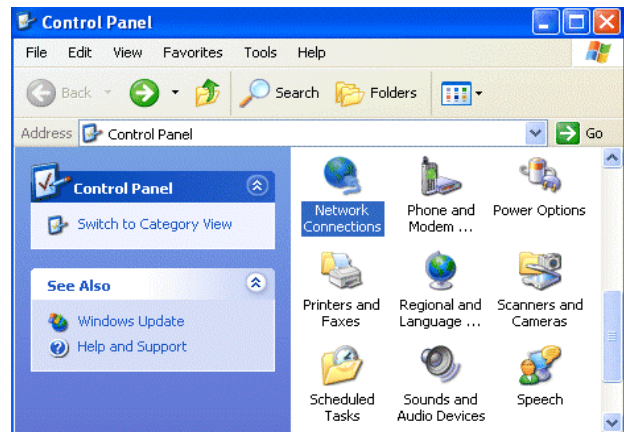 Control Panel
File Edit View Favorites Tools Help
Back Search Folders
Address Control Panel Go
Control Panel
Switch to Category View
See Also
Windows Update
Help and Support
Network Connections
Phone and Modem ...
Power Options
Printers and Faxes
Regional and Language ...
Scanners and Cameras
Scheduled Tasks
Sounds and Audio Devices
Speech